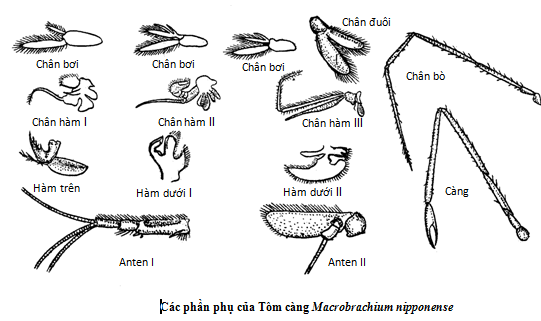 Chân đuôi
Chân bơi
Chân bơi
Chân bơi
Chân bò
Chân hàm I
Chân hàm II
Chân hàm III
Hàm trên
Hàm dưới I
Hàm dưới II
Càng
Anten I
Anten II
Các phần phụ của Tôm càng Macrobrachium nipponense